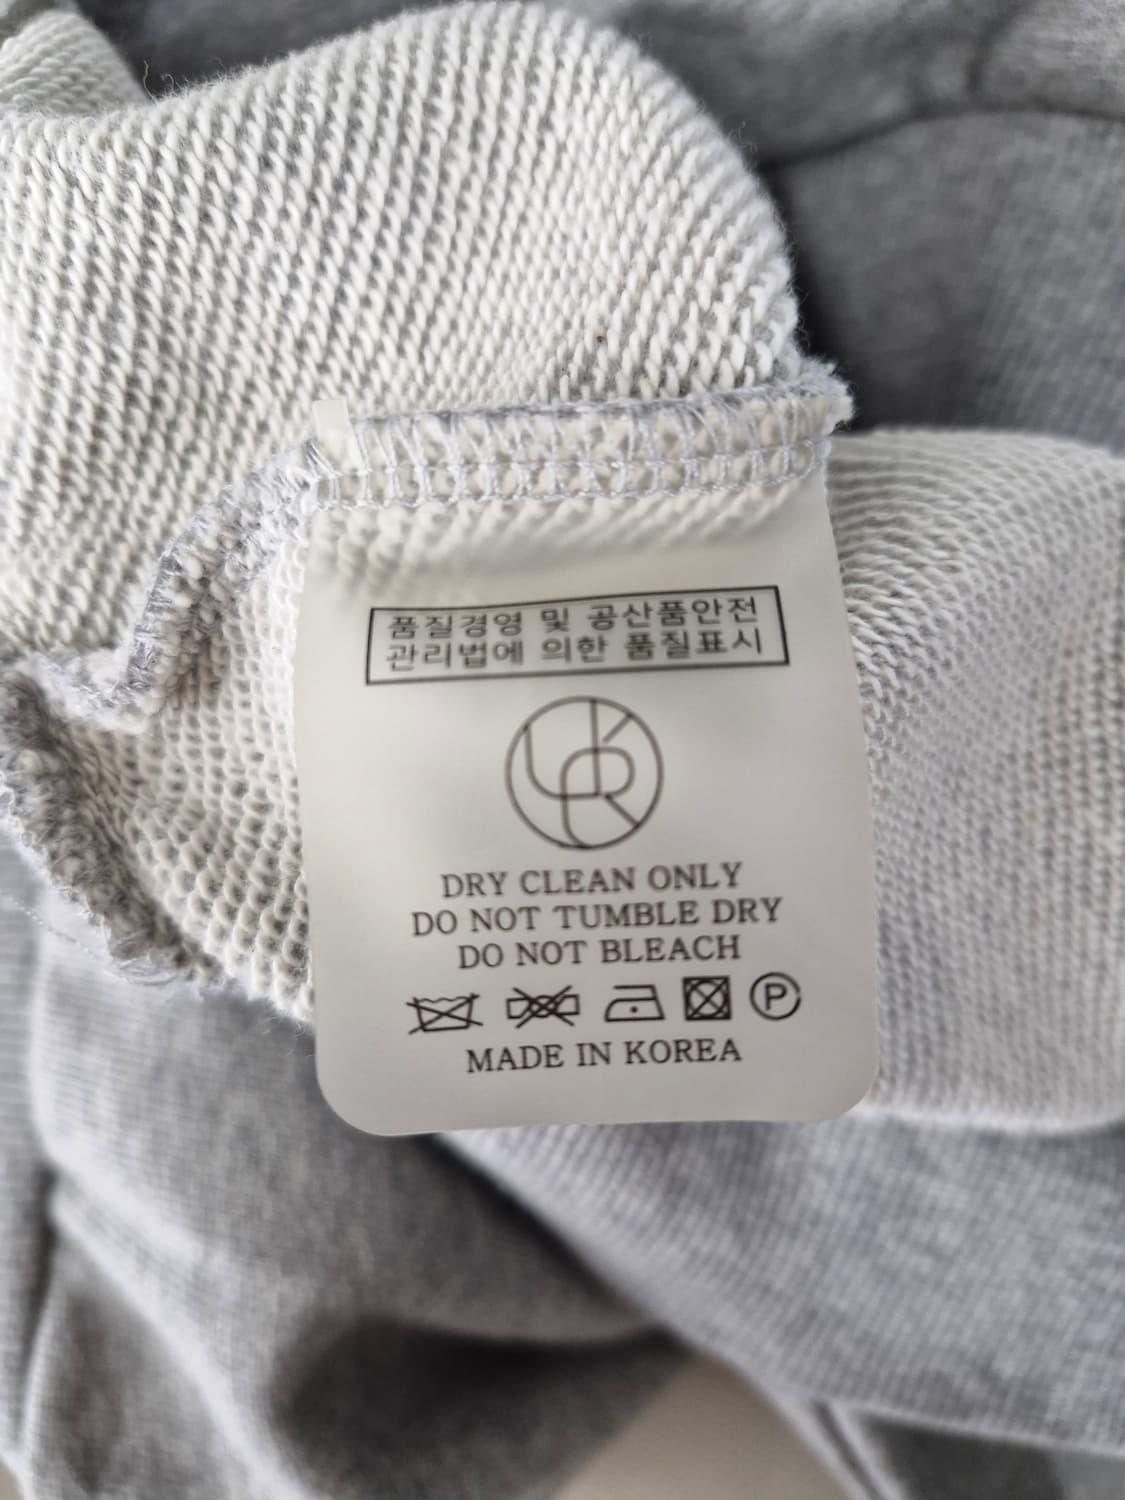 품질경영 및 공산품안전
관리법에 의한 품질표시
DRY CLEAN ONLY
DO NOT TUMBLE DRY
DO NOT BLEACH
P
MADE IN KOREA